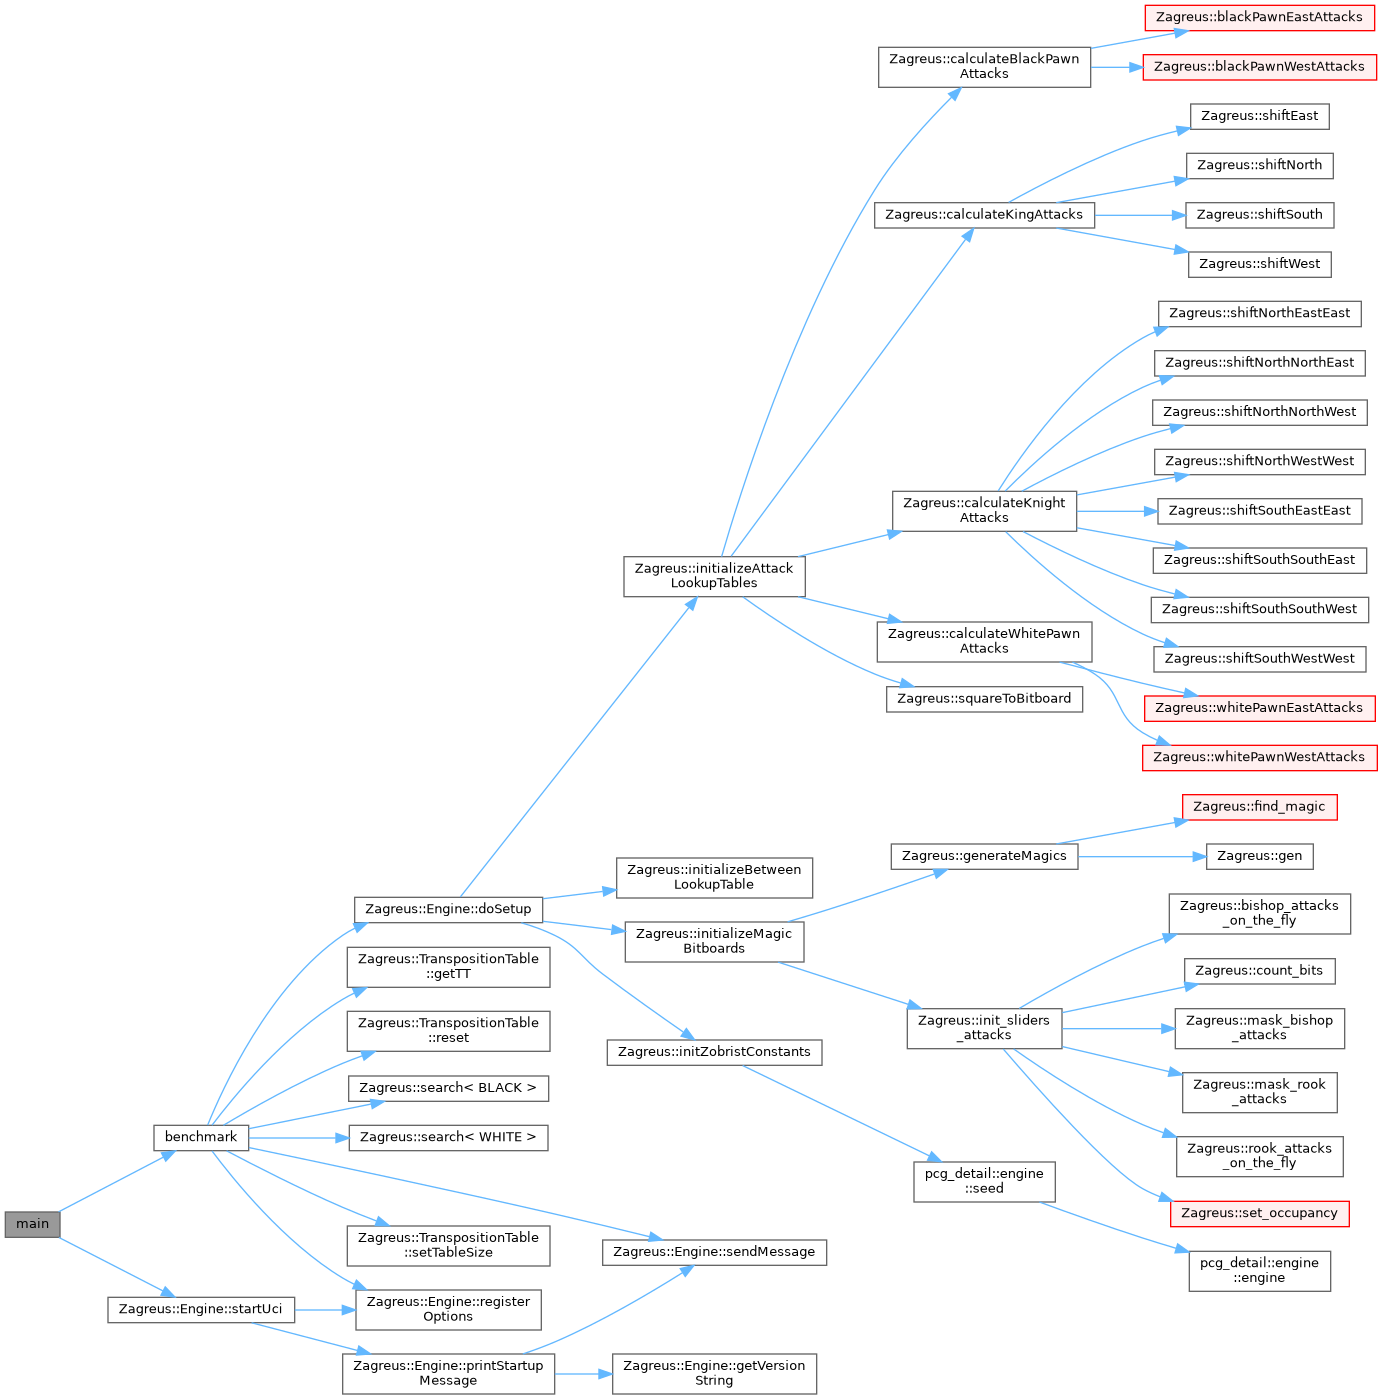 Zagreus::blackPawnEastAttacks
Zagreus::calculateBlackPawn
Attacks
Zagreus::blackPawnWestAttacks
Zagreus::shiftEast
Zagreus::shiftNorth
Zagreus::calculateKingAttacks
Zagreus::shiftSouth
Zagreus::shiftWest
Zagreus::shiftNorthEastEast
Zagreus::shiftNorthNorthEast
Zagreus::shiftNorthNorthWest
Zagreus::shiftNorthWestWest
Zagreus::calculateKnight
Attacks
Zagreus::shiftSouthEastEast
Zagreus::shiftSouthSouthEast
Zagreus::initializeAttack
LookupTables
Zagreus::shiftSouthSouthWest
Zagreus::calculateWhitePawn
Attacks
Zagreus::shiftSouthWestWest
Zagreus::squareToBitboard
Zagreus::whitePawnEastAttacks
Zagreus::whitePawnWestAttacks
Zagreus::find_magic
Zagreus::generateMagics
Zagreus::gen
Zagreus::initializeBetween
LookupTable
Zagreus::Engine::doSetup
Zagreus::bishop_attacks
_on_the_fly
Zagreus::initializeMagic
Bitboards
Zagreus::TranspositionTable
::getTT
Zagreus::count_bits
Zagreus::init_sliders
_attacks
Zagreus::mask_bishop
_attacks
Zagreus::TranspositionTable
::reset
Zagreus::initZobristConstants
Zagreus::mask_rook
_attacks
Zagreus::search< BLACK >
benchmark
Zagreus::search< WHITE >
Zagreus::rook_attacks
_on_the_fly
pcg_detail::engine
::seed
Zagreus::set_occupancy
main
Zagreus::TranspositionTable
::setTableSize
Zagreus::Engine::sendMessage
pcg_detail::engine
::engine
Zagreus::Engine::startUci
Zagreus::Engine::register
Options
Zagreus::Engine::printStartup
Message
Zagreus::Engine::getVersion
String